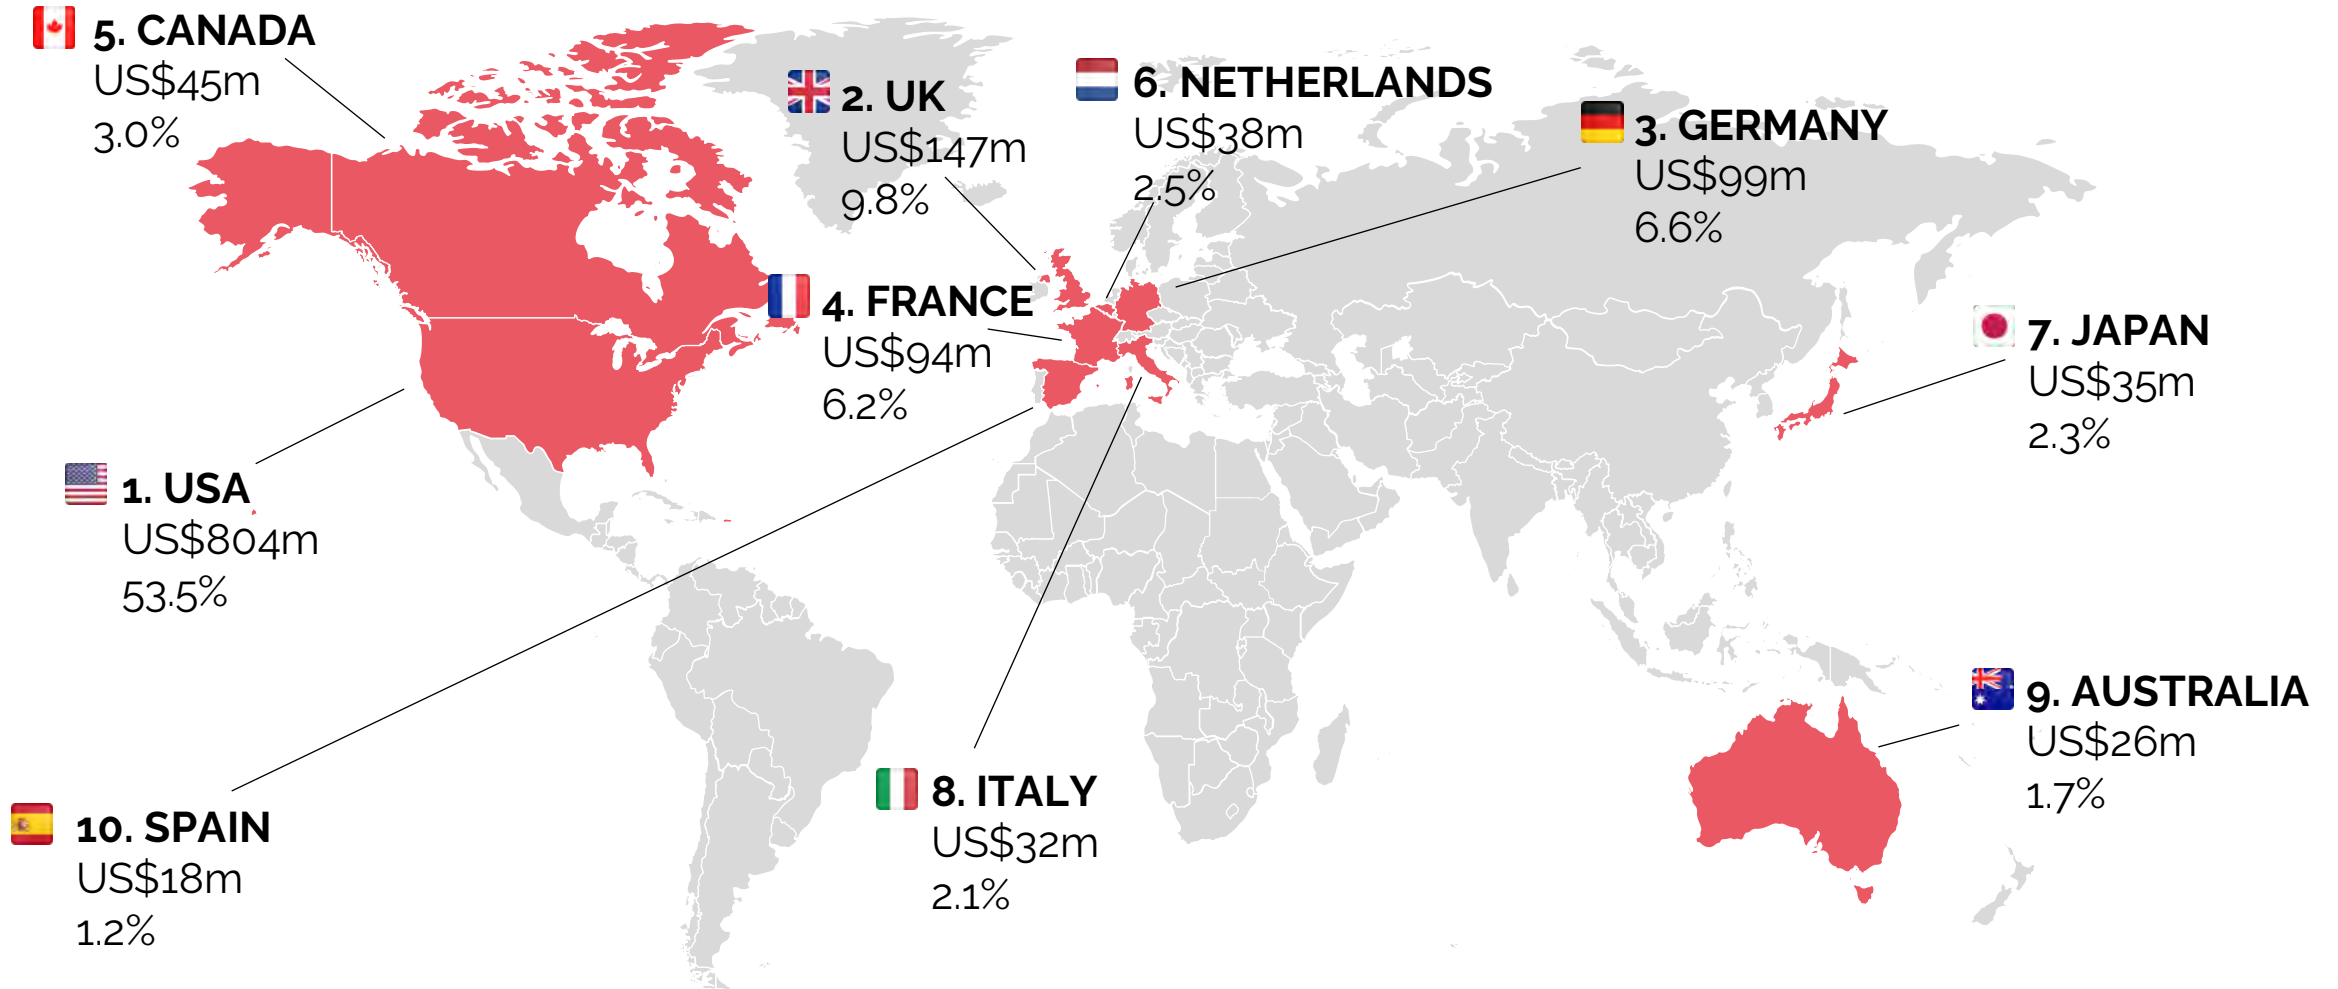 5. CANADA
US$45m
3.0%
2. UK
US$147m
9.8%
6. NETHERLANDS
US$38m
2.5%
3. GERMANY
US$99m
6.6%
4. FRANCE
US$94m
6.2%
7. JAPAN
US$35m
2.3%
1. USA
US$804m
53.5%
9. AUSTRALIA
US$26m
1.7%
8. ITALY
US$32m
2.1%
10. SPAIN
US$18m
1.2%